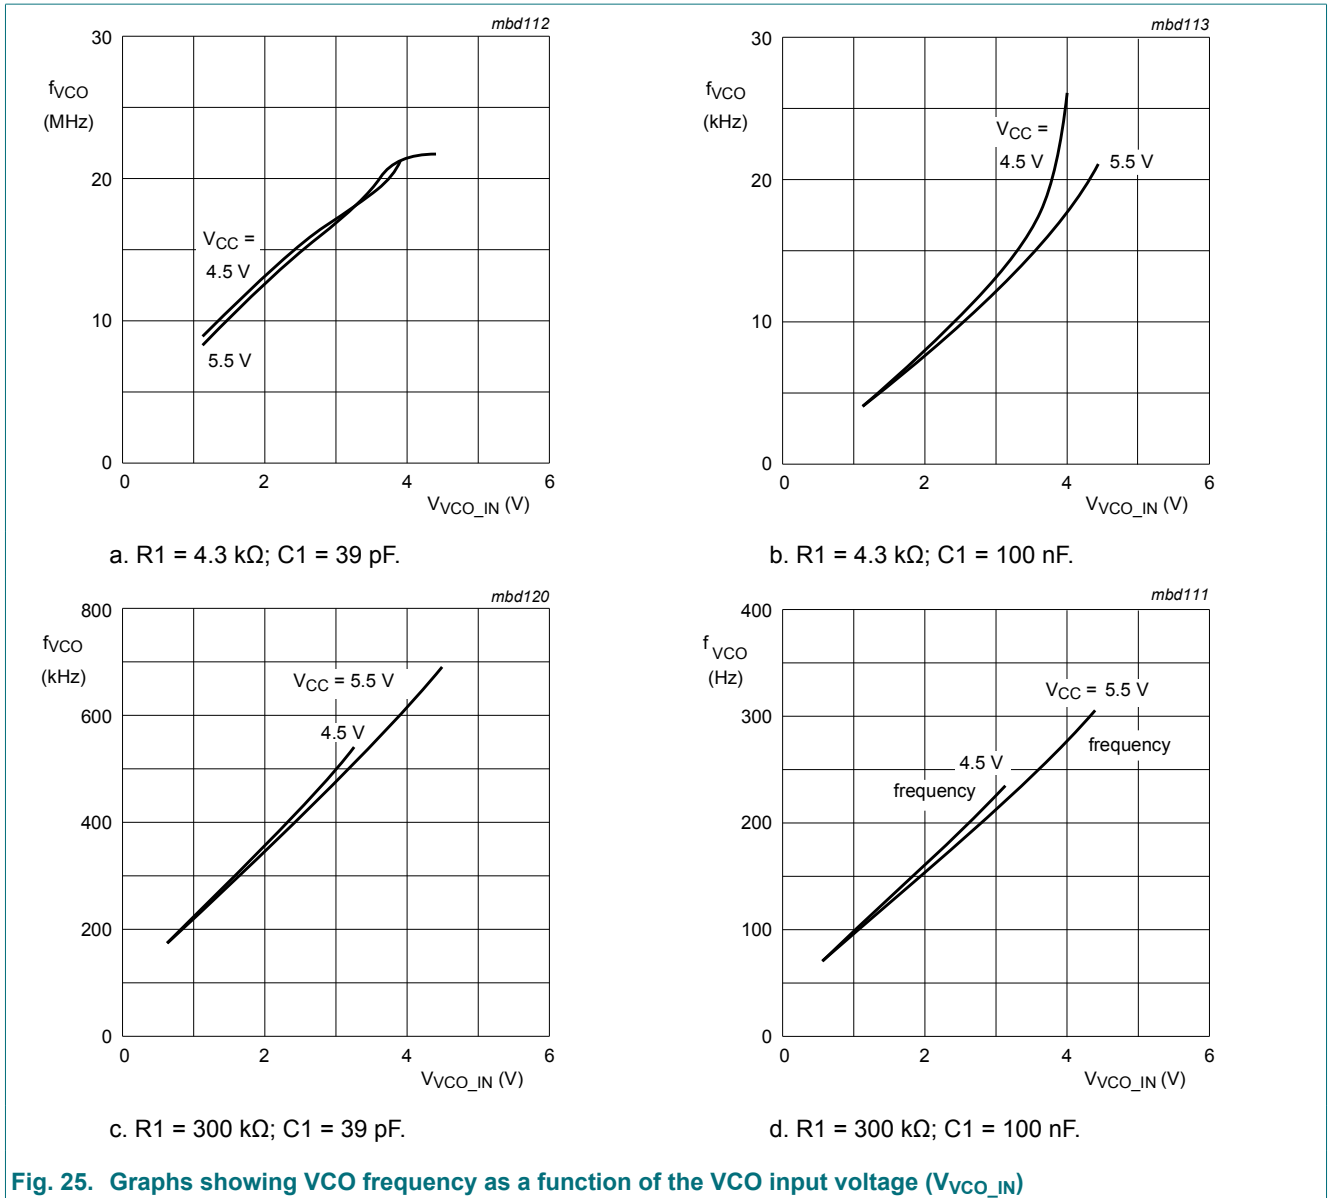 mbd112
30
fVCO
(MHz)
20
VCC =
4.5 V
10
5.5 V
0
0 2 4 6
VVCO_IN (V)
a. R1 = 4.3 kΩ; C1 = 39 pF.
mbd113
30
fVCO
(kHz)
VCC =
4.5 V 5.5 V
20
10
0
0 2 4 6
VVCO_IN (V)
b. R1 = 4.3 kΩ; C1 = 100 nF.
mbd120
800
fVCO
(kHz)
VCC = 5.5 V
600
4.5 V
400
200
0
0 2 4 6
VVCO_IN (V)
c. R1 = 300 kΩ; C1 = 39 pF.
mbd111
400
f VCO
(Hz)
VCC = 5.5 V
300
frequency
4.5 V
frequency
200
100
0
0 2 4 6
VVCO_IN (V)
d. R1 = 300 kΩ; C1 = 100 nF.
Fig. 25. Graphs showing VCO frequency as a function of the VCO input voltage (VVCO_IN)